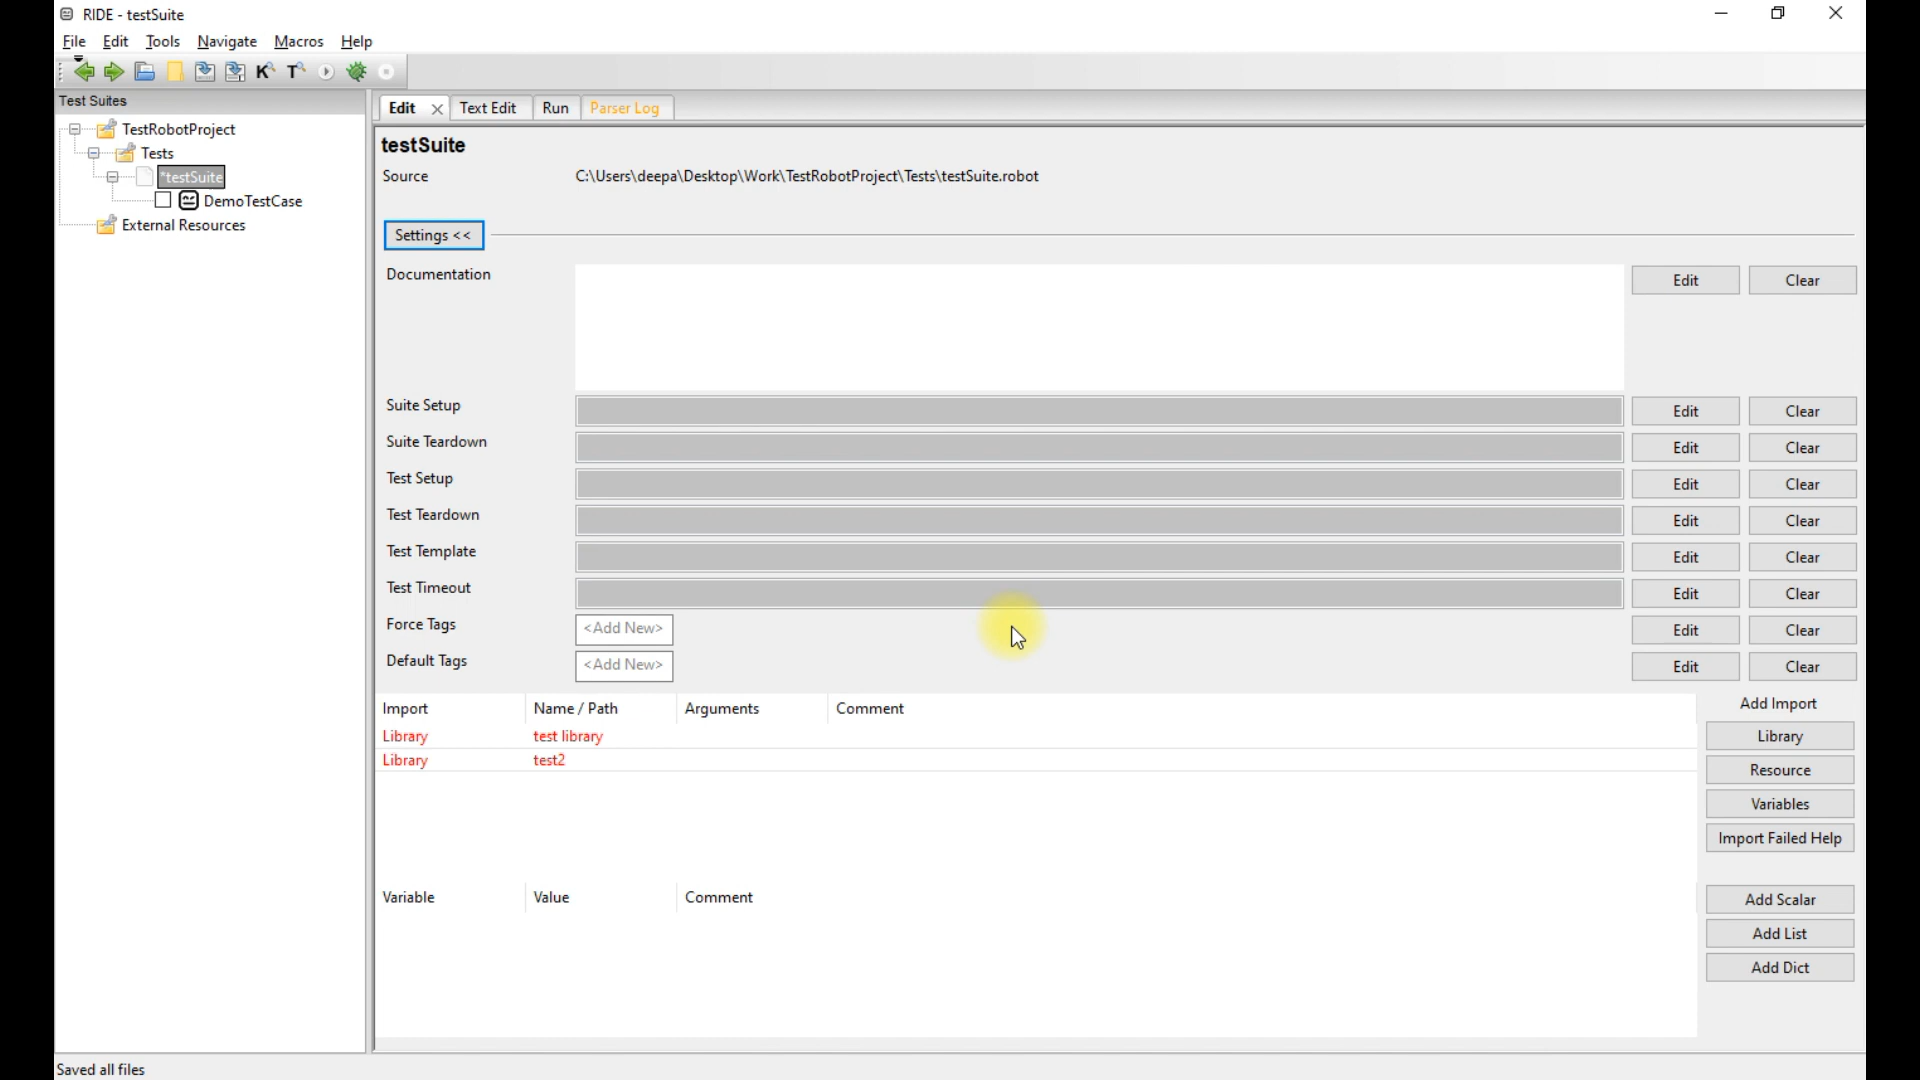 RIDE - testSuite
File Edit Tools Navigate Macros Help
K T
Test Suites
TestRobotProject
Tests
*testSuite
DemoTestCase
External Resources
Edit Text Edit Run Parser Log
testSuite
Source C:\Users\deepa\Desktop\Work\TestRobotProject\Tests\testSuite.robot
Settings <<
Documentation Edit Clear
Suite Setup Edit Clear
Suite Teardown Edit Clear
Test Setup Edit Clear
Test Teardown Edit Clear
Test Template Edit Clear
Test Timeout Edit Clear
Force Tags <Add New> Edit Clear
Default Tags <Add New> Edit Clear
Import Name / Path Arguments Comment
Library test library
Library test2
Add Import
Library
Resource
Variables
Import Failed Help
Variable Value Comment
Add Scalar
Add List
Add Dict
Saved all files